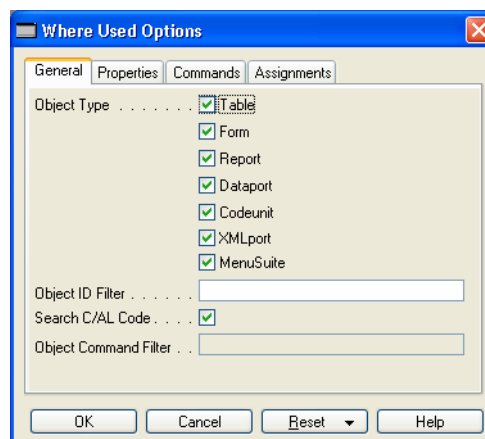 Where Used Options
General Properties Commands Assignments
Object Type . . . . . . . Table
Form
Report
Dataport
Codeunit
XMLport
MenuSuite
Object ID Filter . . . . . .
Search C/AL Code . . . .
Object Command Filter . .
OK Cancel Reset Help